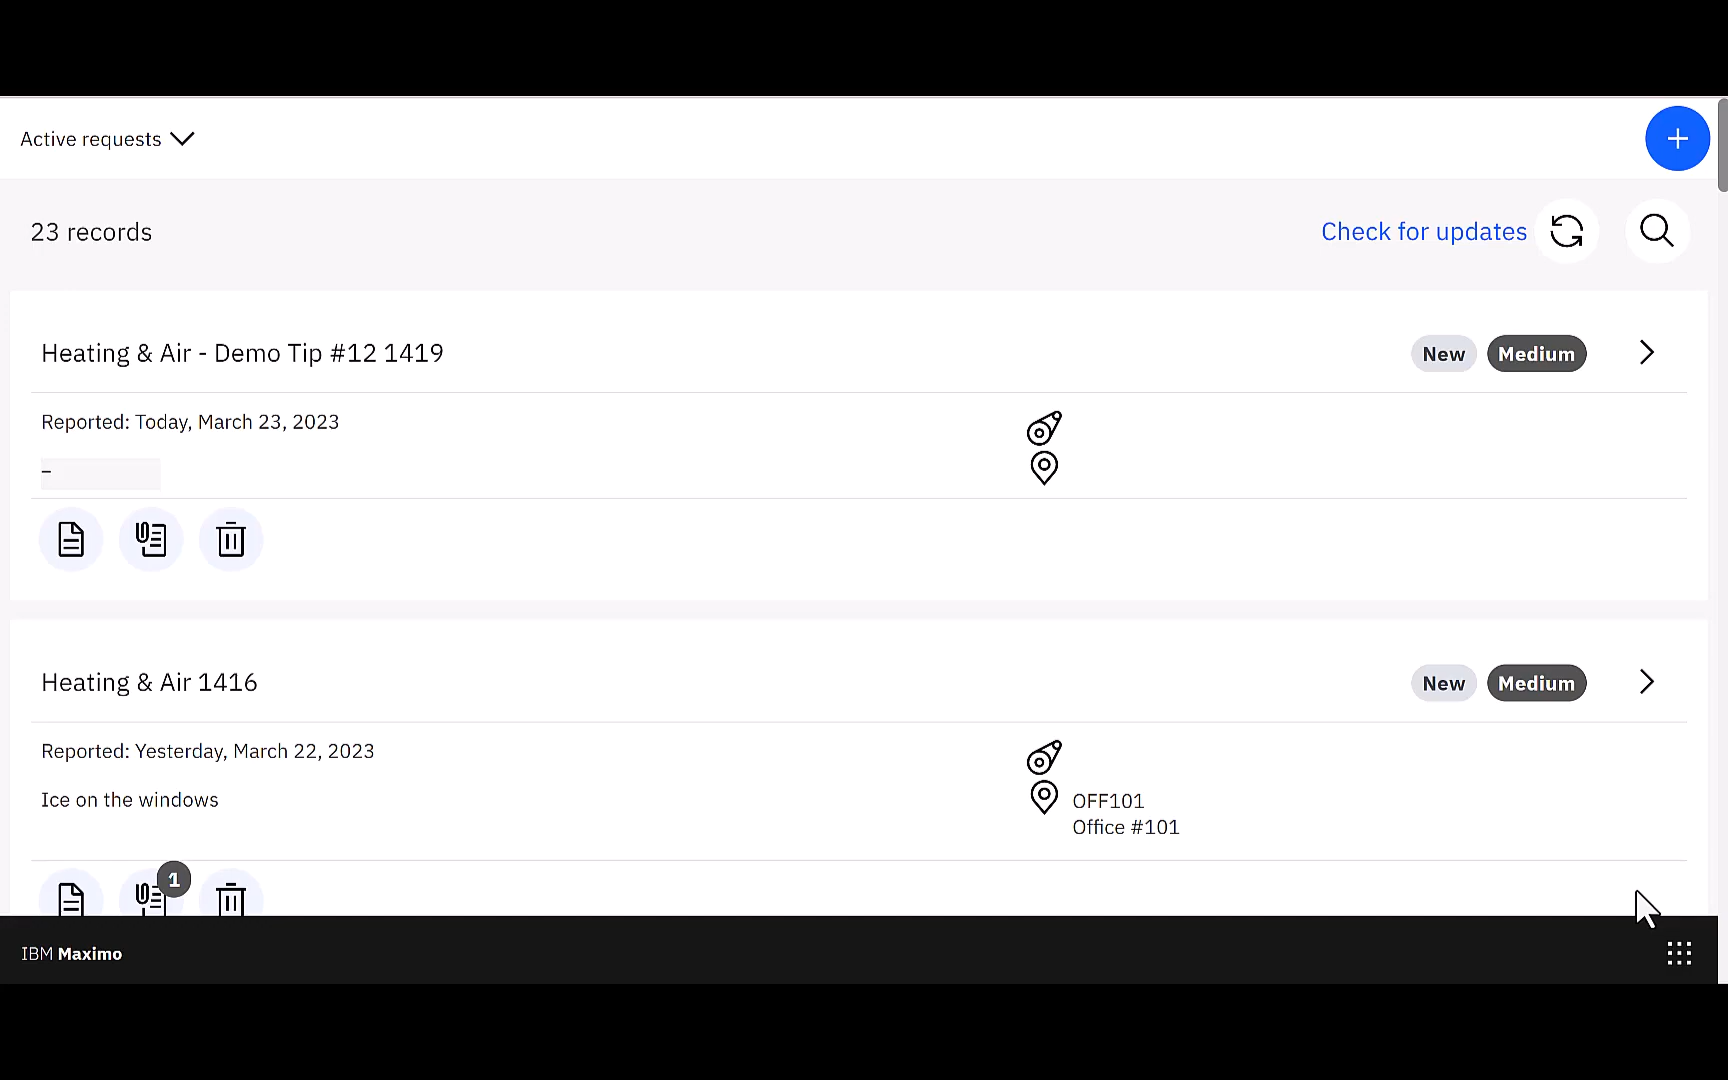 Active requests
23 records
Check for updates
Heating & Air - Demo Tip #12 1419
New
Medium
Reported: Today, March 23, 2023
–
Heating & Air 1416
New
Medium
Reported: Yesterday, March 22, 2023
Ice on the windows
OFF101
Office #101
1
IBM Maximo